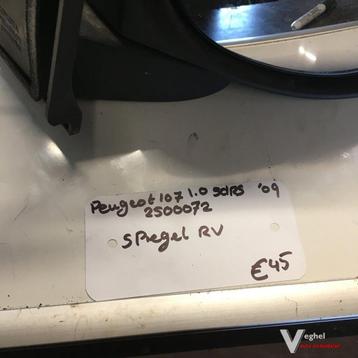 Peugeot 107 1.0 5drs '09
2500072
Spiegel RV
€45
Veghel